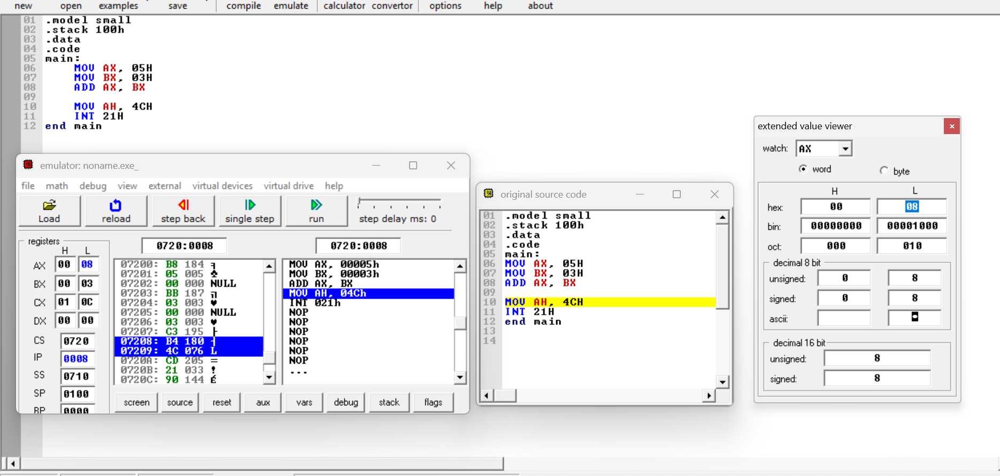 new open examples save compile emulate calculator convertor options help about
01 .model small
02 .stack 100h
03 .data
04 .code
05 main:
06 MOV AX, 05H
07 MOV BX, 03H
08 ADD AX, BX
09
10 MOV AH, 4CH
11 INT 21H
12 end main
emulator: noname.exe_
file math debug view external virtual devices virtual drive help
Load reload step back single step run step delay ms: 0
registers
H L
AX 00 08
BX 00 03
CX 01 0C
DX 00 00
CS 0720
IP 0008
SS 0710
SP 0100
BP 0000
0720:0008
07200: B8 184 ╕
07201: 05 005 ♣
07202: 00 000 NULL
07203: BB 187 ╗
07204: 03 003 ♥
07205: 00 000 NULL
07206: 03 003 ♥
07207: C3 195 ├
07208: B4 180 ┤
07209: 4C 076 L
0720A: CD 205 =
0720B: 21 033 !
0720C: 90 144 É
0720:0008
MOV AX, 00005h
MOV BX, 00003h
ADD AX, BX
MOV AH, 04Ch
INT 021h
NOP
NOP
NOP
NOP
NOP
NOP
...
screen source reset aux vars debug stack flags
original source code
01 .model small
02 .stack 100h
03 .data
04 .code
05 main:
06 MOV AX, 05H
07 MOV BX, 03H
08 ADD AX, BX
09
10 MOV AH, 4CH
11 INT 21H
12 end main
13
14
extended value viewer
watch: AX
word byte
H L
hex: 00 08
bin: 00000000 00001000
oct: 000 010
decimal 8 bit
unsigned: 0 8
signed: 0 8
ascii: ◘
decimal 16 bit
unsigned: 8
signed: 8